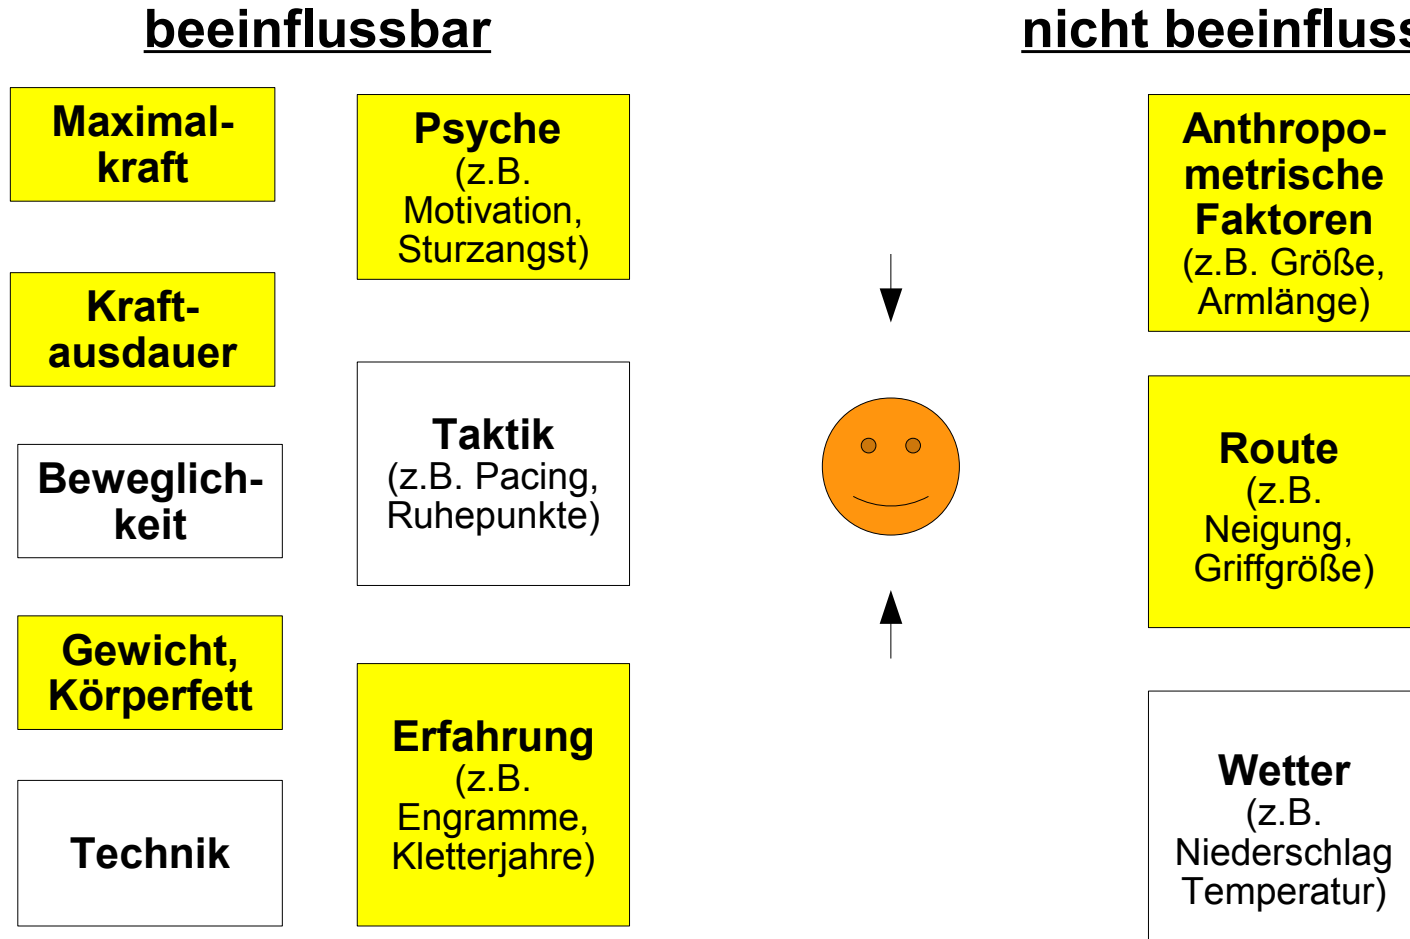 beeinflussbar
nicht beeinfluss
Maximal-
kraft
Kraft-
ausdauer
Beweglich-
keit
Gewicht,
Körperfett
Technik
Psyche
(z.B.
Motivation,
Sturzangst)
Taktik
(z.B. Pacing,
Ruhepunkte)
Erfahrung
(z.B.
Engramme,
Kletterjahre)
Anthropo-
metrische
Faktoren
(z.B. Größe,
Armlänge)
Route
(z.B.
Neigung,
Griffgröße)
Wetter
(z.B.
Niederschlag
Temperatur)